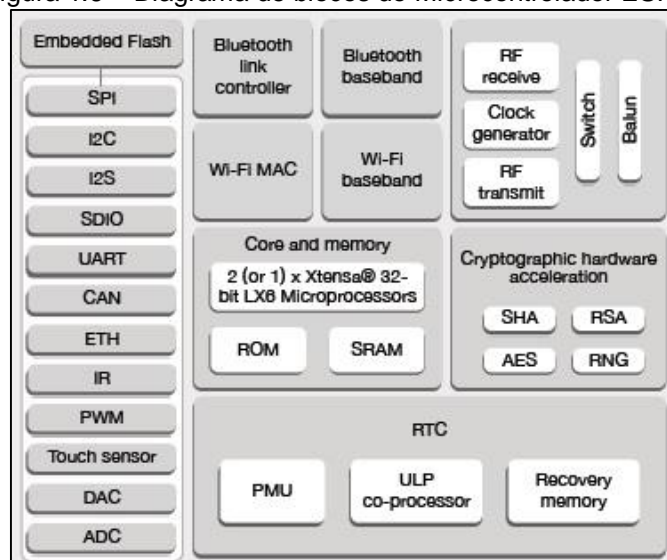 Embedded Flash
SPI
I2C
I2S
SDIO
UART
CAN
ETH
IR
PWM
Touch sensor
DAC
ADC
Bluetooth
link
controller
Bluetooth
baseband
Wi-Fi MAC
Wi-Fi
baseband
RF
receive
Clock
generator
RF
transmit
Switch
Balun
Core and memory
2 (or 1) x Xtensa® 32-
bit LX6 Microprocessors
ROM
SRAM
Cryptographic hardware
acceleration
SHA
RSA
AES
RNG
RTC
PMU
ULP
co-processor
Recovery
memory